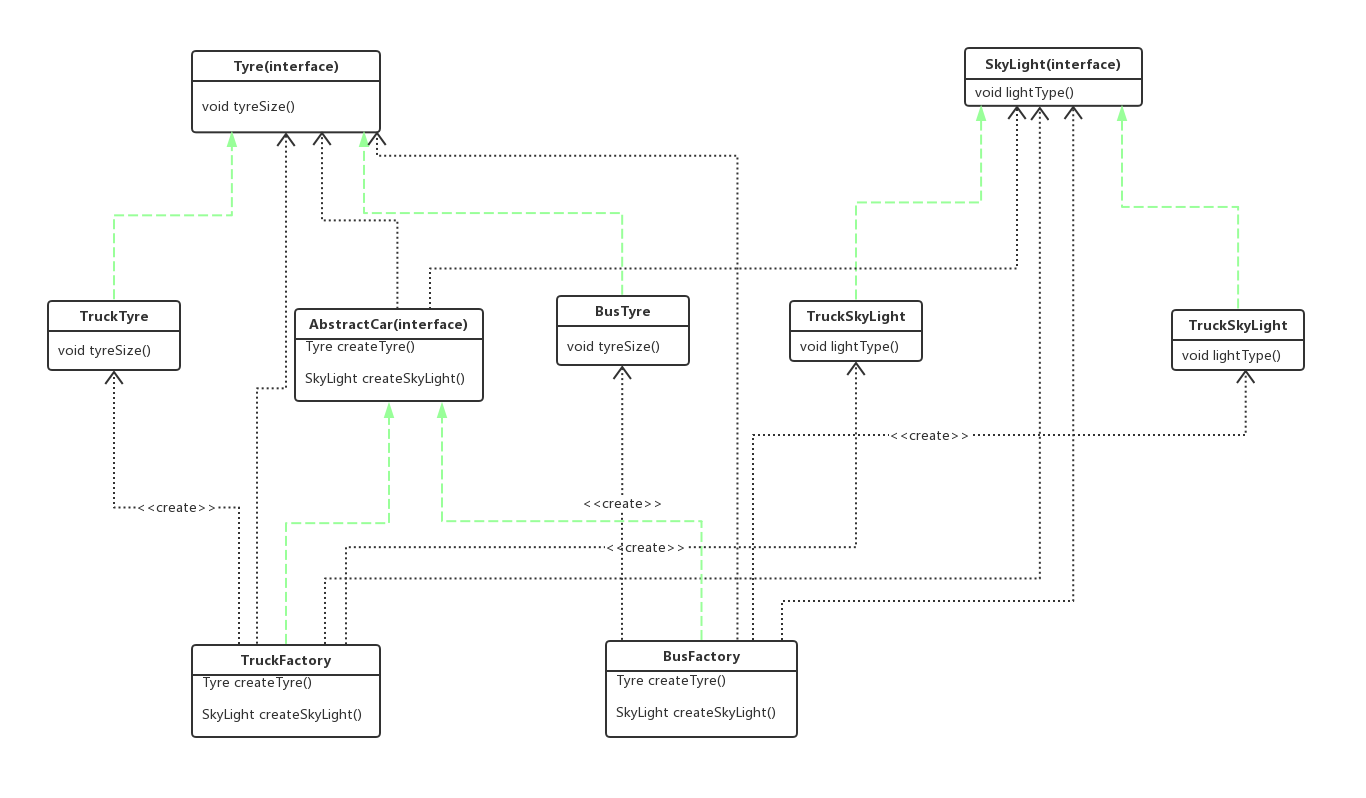 Tyre(interface)
void tyreSize()
SkyLight(interface)
void lightType()
TruckTyre
void tyreSize()
AbstractCar(interface)
Tyre createTyre()
SkyLight createSkyLight()
BusTyre
void tyreSize()
TruckSkyLight
void lightType()
TruckSkyLight
void lightType()
<<create>>
<<create>>
<<create>>
<<create>>
TruckFactory
Tyre createTyre()
SkyLight createSkyLight()
BusFactory
Tyre createTyre()
SkyLight createSkyLight()